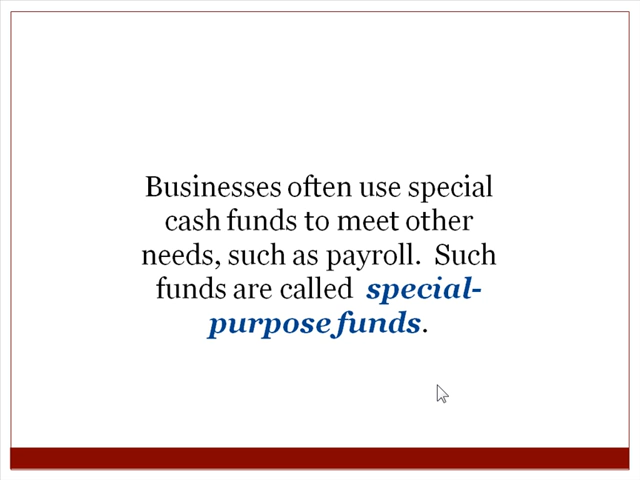 Businesses often use special
cash funds to meet other
needs, such as payroll.  Such
funds are called  special-
purpose funds.